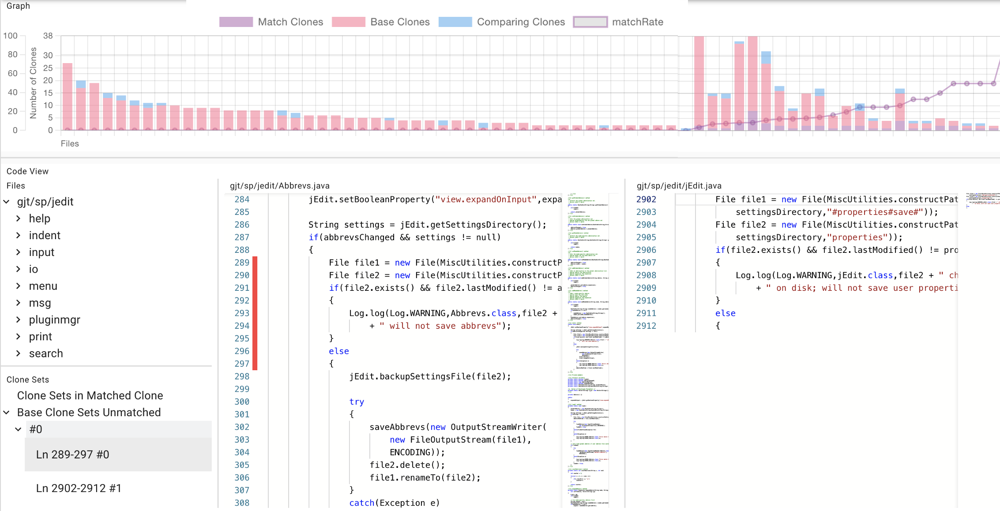 Graph
Match Clones Base Clones Comparing Clones matchRate
100 38
80 30
25
60
20
40 15
10
20
5
0 0
Number of Clones
Files
Code View
Files
gjt/sp/jedit
help
indent
input
io
menu
msg
pluginmgr
print
search
Clone Sets
Clone Sets in Matched Clone
Base Clone Sets Unmatched
#0
Ln 289-297 #0
Ln 2902-2912 #1
gjt/sp/jedit/Abbrevs.java
284 jEdit.setBooleanProperty("view.expandOnInput",expa
285
286 String settings = jEdit.getSettingsDirectory();
287 if(abbrevsChanged && settings != null)
288 {
289 File file1 = new File(MiscUtilities.constructP
290 File file2 = new File(MiscUtilities.constructP
291 if(file2.exists() && file2.lastModified() != a
292 {
293 Log.log(Log.WARNING,Abbrevs.class,file2 +
294 + " will not save abbrevs");
295 }
296 else
297 {
298 jEdit.backupSettingsFile(file2);
299
300 try
301 {
302 saveAbbrevs(new OutputStreamWriter(
303 new FileOutputStream(file1),
304 ENCODING));
305 file2.delete();
306 file1.renameTo(file2);
307 }
308 catch(Exception e)
gjt/sp/jedit/jEdit.java
2902 File file1 = new File(MiscUtilities.constructPat
2903 settingsDirectory,"#properties#save#"));
2904 File file2 = new File(MiscUtilities.constructPat
2905 settingsDirectory,"properties"));
2906 if(file2.exists() && file2.lastModified() != pro
2907 {
2908 Log.log(Log.WARNING,jEdit.class,file2 + " ch
2909 + " on disk; will not save user properti
2910 }
2911 else
2912 {